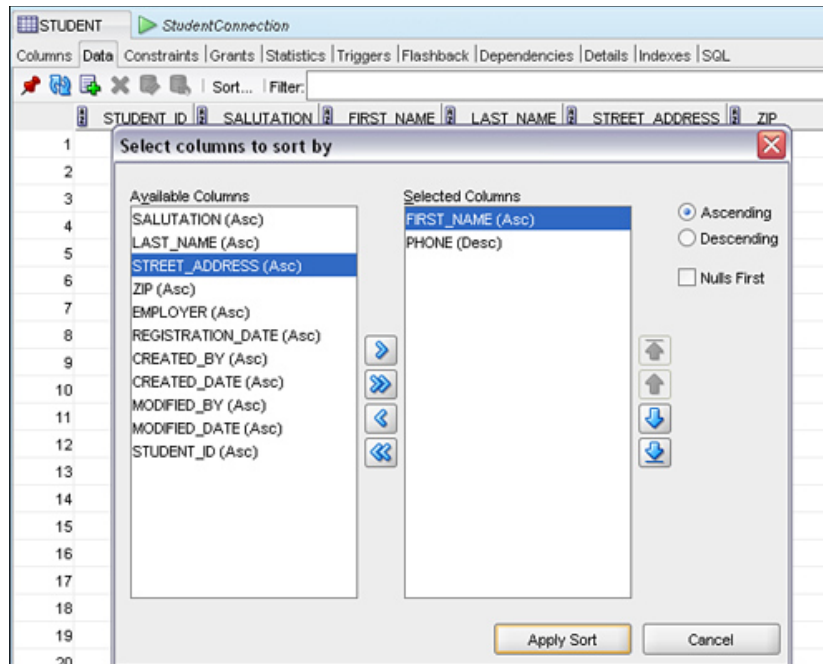 STUDENT StudentConnection
Columns Data Constraints Grants Statistics Triggers Flashback Dependencies Details Indexes SQL
Sort... Filter:
STUDENT_ID SALUTATION FIRST_NAME LAST_NAME STREET_ADDRESS ZIP
1
Select columns to sort by
2
3
4
5
6
7
8
9
10
11
12
13
14
15
16
17
18
19
20
Available Columns
SALUTATION (Asc)
LAST_NAME (Asc)
STREET_ADDRESS (Asc)
ZIP (Asc)
EMPLOYER (Asc)
REGISTRATION_DATE (Asc)
CREATED_BY (Asc)
CREATED_DATE (Asc)
MODIFIED_BY (Asc)
MODIFIED_DATE (Asc)
STUDENT_ID (Asc)
Selected Columns
FIRST_NAME (Asc)
PHONE (Desc)
Ascending
Descending
Nulls First
Apply Sort Cancel